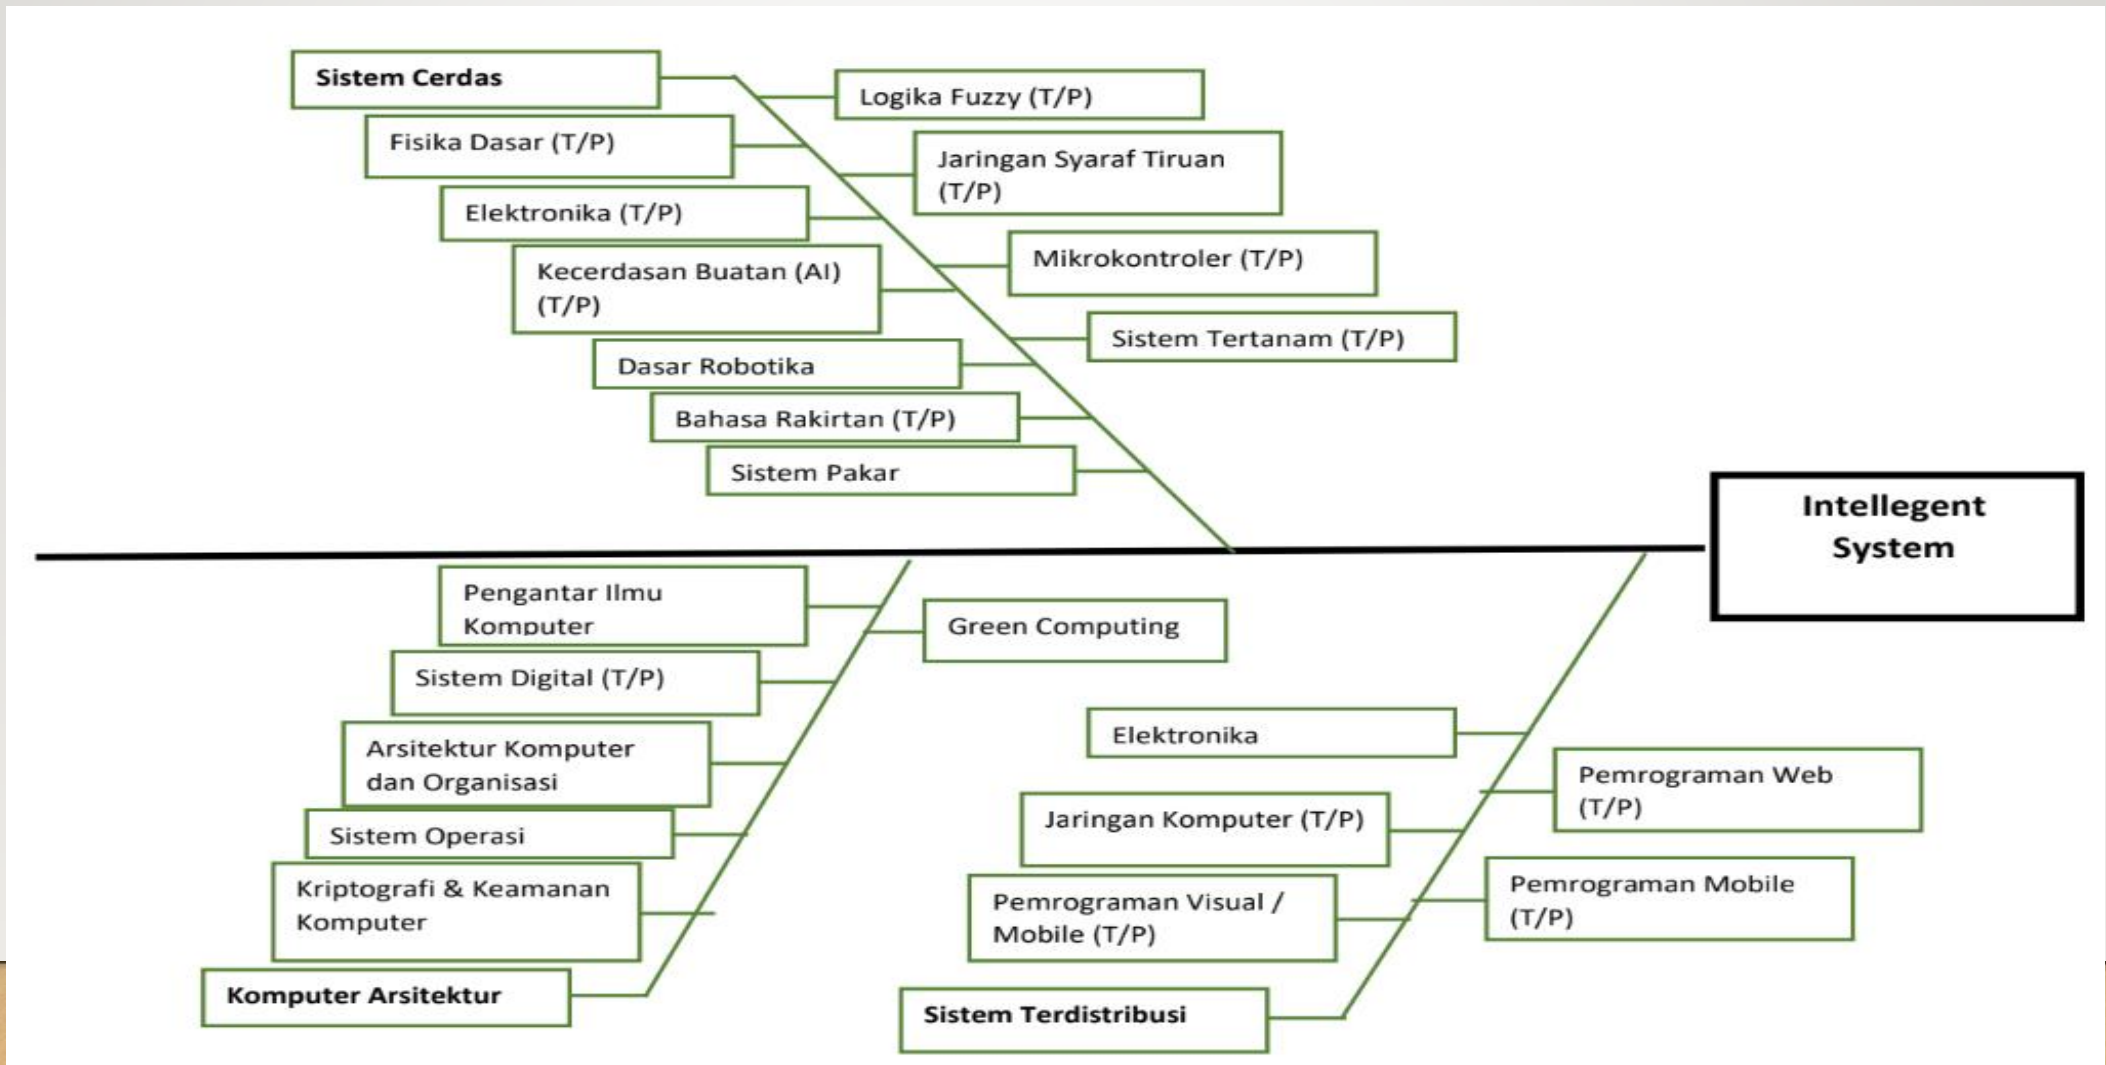 Sistem Cerdas
Logika Fuzzy (T/P)
Fisika Dasar (T/P)
Jaringan Syaraf Tiruan
(T/P)
Elektronika (T/P)
Mikrokontroler (T/P)
Kecerdasan Buatan (AI)
(T/P)
Sistem Tertanam (T/P)
Dasar Robotika
Bahasa Rakirtan (T/P)
Sistem Pakar
Intellegent
System
Pengantar Ilmu
Komputer
Green Computing
Sistem Digital (T/P)
Arsitektur Komputer
dan Organisasi
Sistem Operasi
Kriptografi & Keamanan
Komputer
Komputer Arsitektur
Elektronika
Pemrograman Web
(T/P)
Jaringan Komputer (T/P)
Pemrograman Mobile
(T/P)
Pemrograman Visual /
Mobile (T/P)
Sistem Terdistribusi